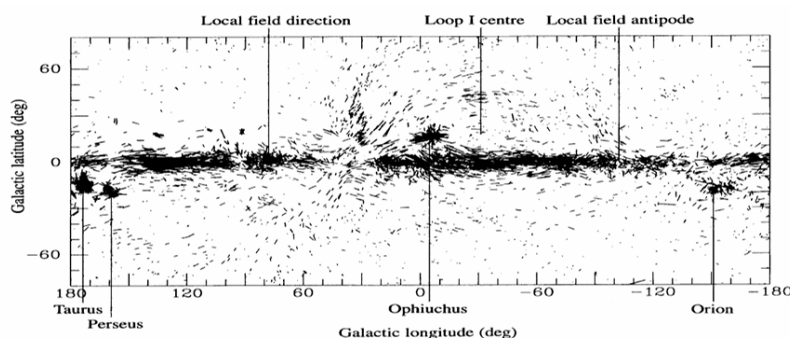 Local field direction Loop I centre Local field antipode
60
0
−60
Galactic latitude (deg)
180 120 60 0 −60 −120 −180
Taurus Ophiuchus Orion
Perseus
Galactic longitude (deg)